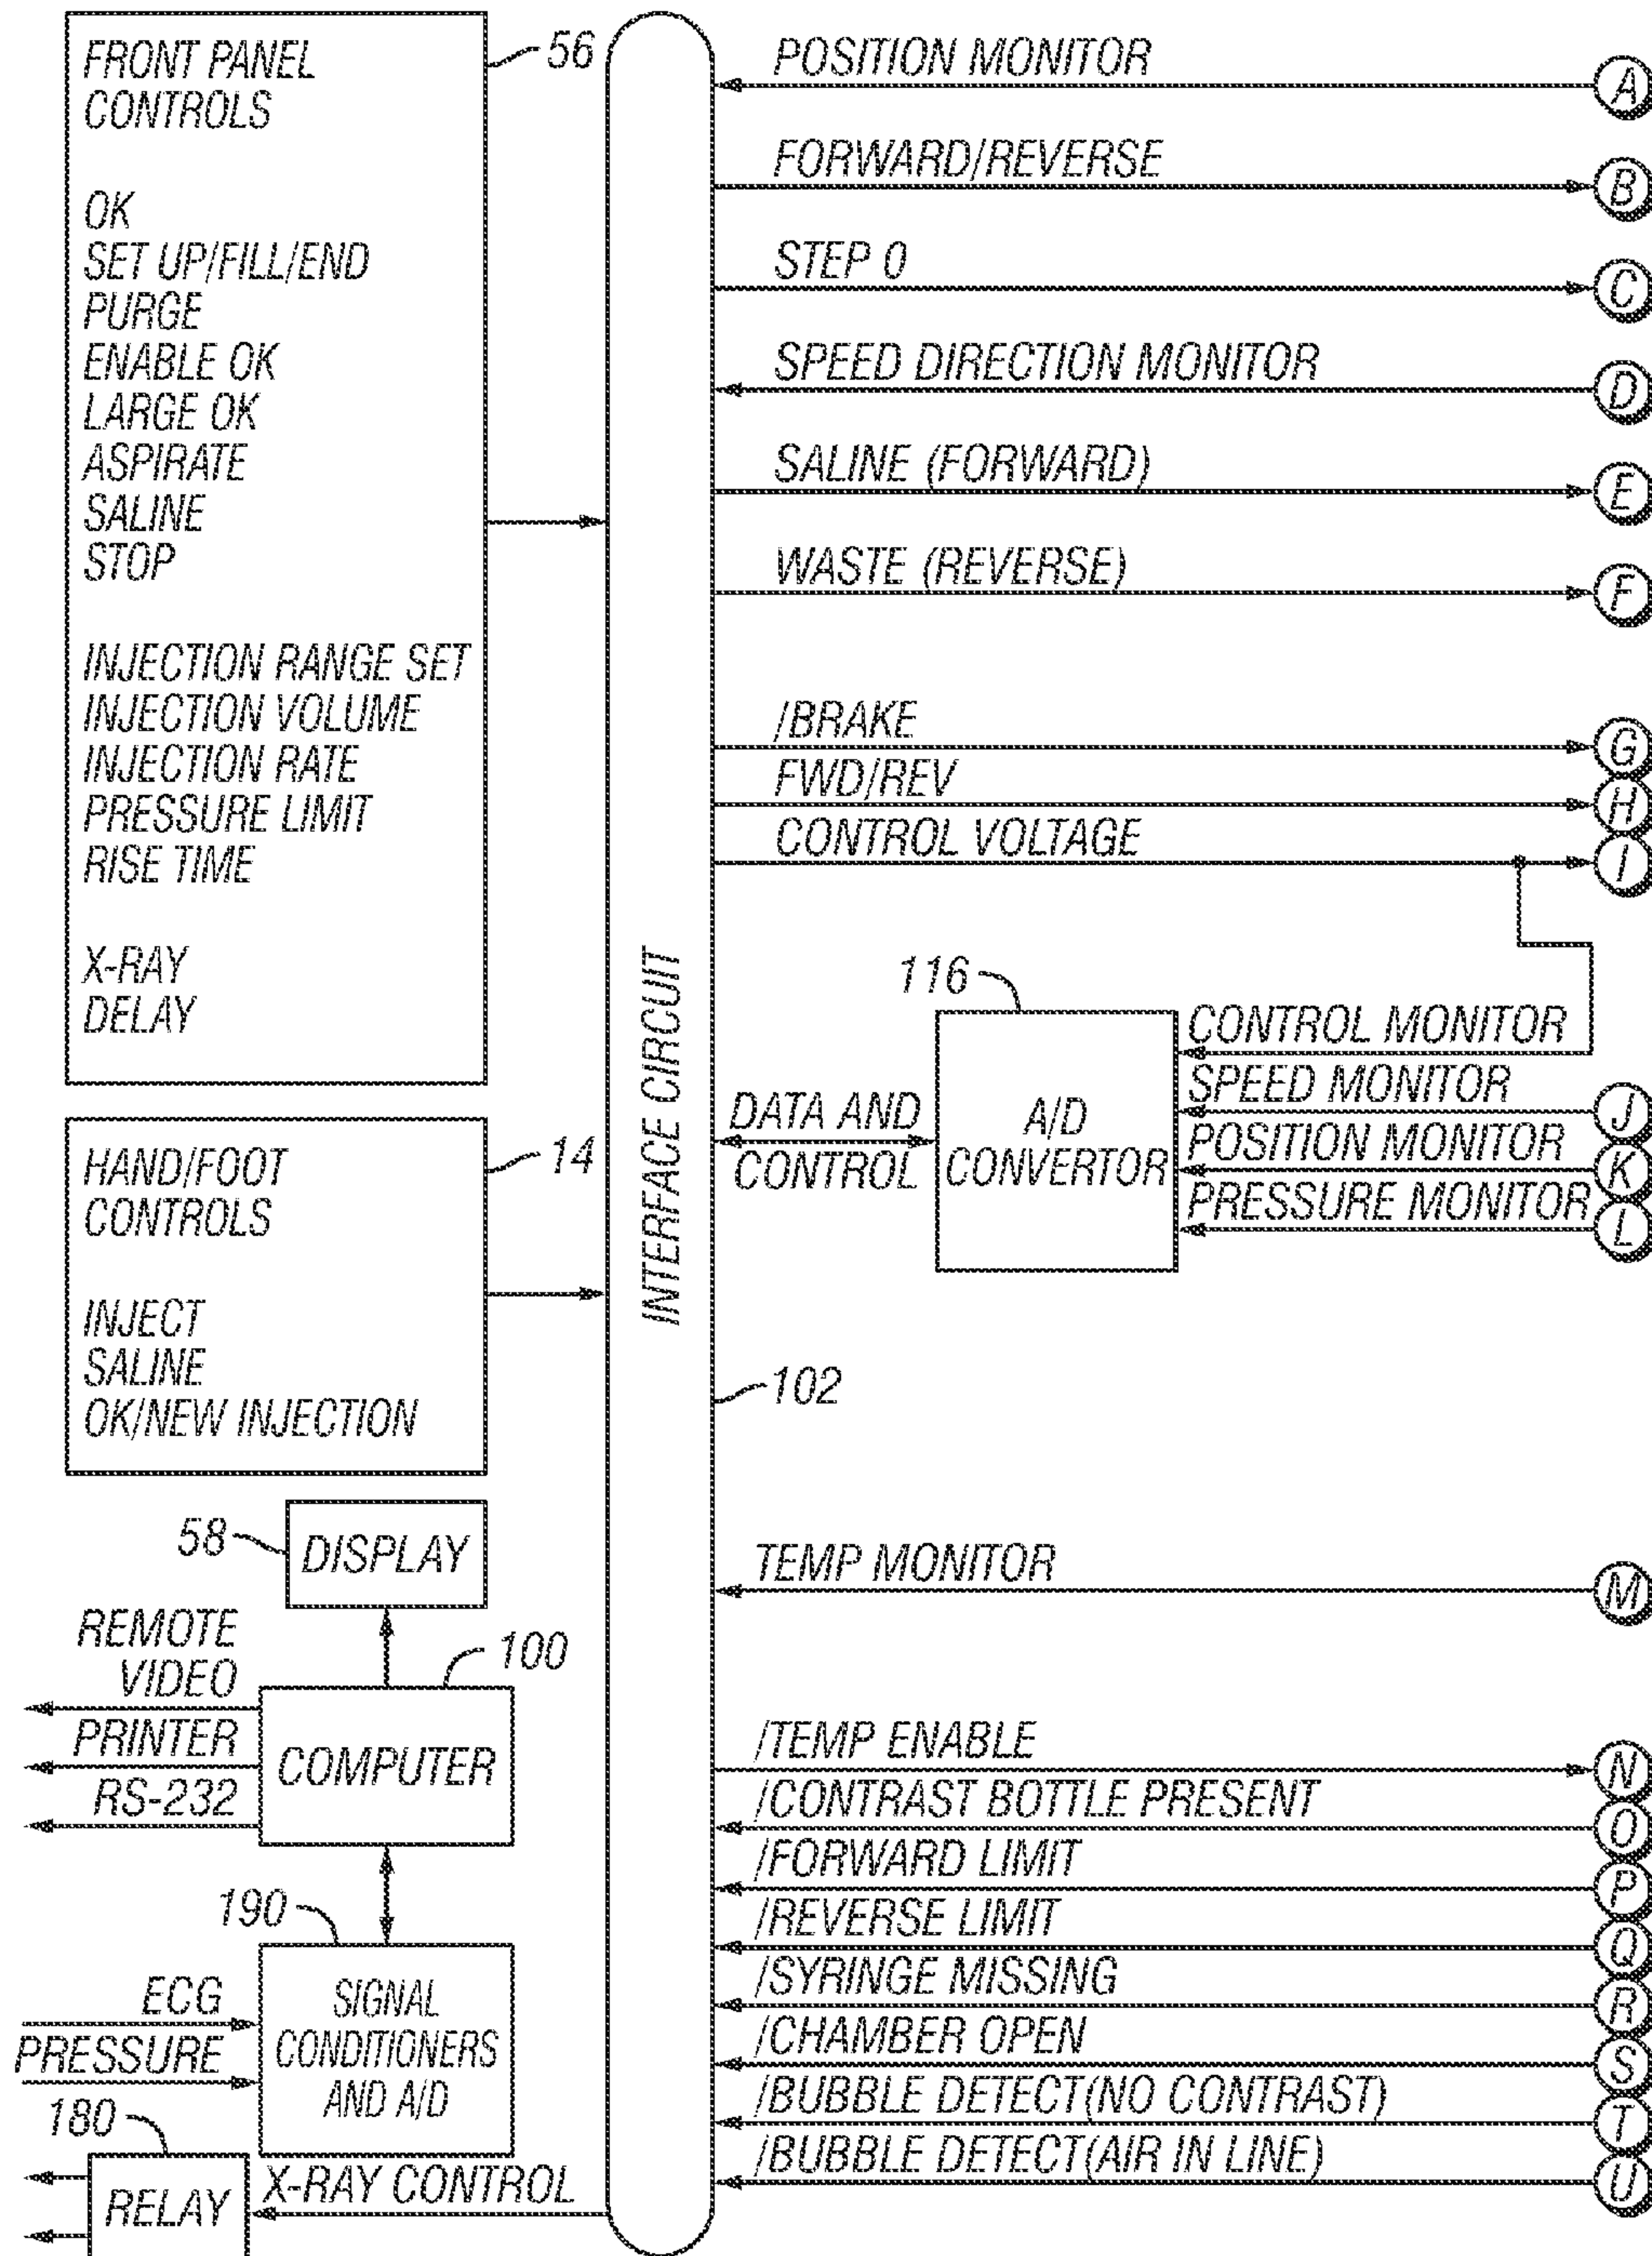 FRONT PANEL
CONTROLS
OK
SET UP/FILL/END
PURGE
ENABLE OK
LARGE OK
ASPIRATE
SALINE
STOP
INJECTION RANGE SET
INJECTION VOLUME
INJECTION RATE
PRESSURE LIMIT
RISE TIME
X-RAY
DELAY
56
HAND/FOOT
CONTROLS
INJECT
SALINE
OK/NEW INJECTION
14
58
DISPLAY
REMOTE
VIDEO
PRINTER
RS-232
100
COMPUTER
190
ECG
PRESSURE
SIGNAL
CONDITIONERS
AND A/D
180
RELAY
X-RAY CONTROL
INTERFACE CIRCUIT
102
POSITION MONITOR
A
FORWARD/REVERSE
B
STEP 0
C
SPEED DIRECTION MONITOR
D
SALINE (FORWARD)
E
WASTE (REVERSE)
F
/BRAKE
G
FWD/REV
H
CONTROL VOLTAGE
I
116
DATA AND
CONTROL
A/D
CONVERTOR
CONTROL MONITOR
SPEED MONITOR
J
POSITION MONITOR
K
PRESSURE MONITOR
L
TEMP MONITOR
M
/TEMP ENABLE
N
/CONTRAST BOTTLE PRESENT
O
/FORWARD LIMIT
P
/REVERSE LIMIT
Q
/SYRINGE MISSING
R
/CHAMBER OPEN
S
/BUBBLE DETECT(NO CONTRAST)
T
/BUBBLE DETECT(AIR IN LINE)
U